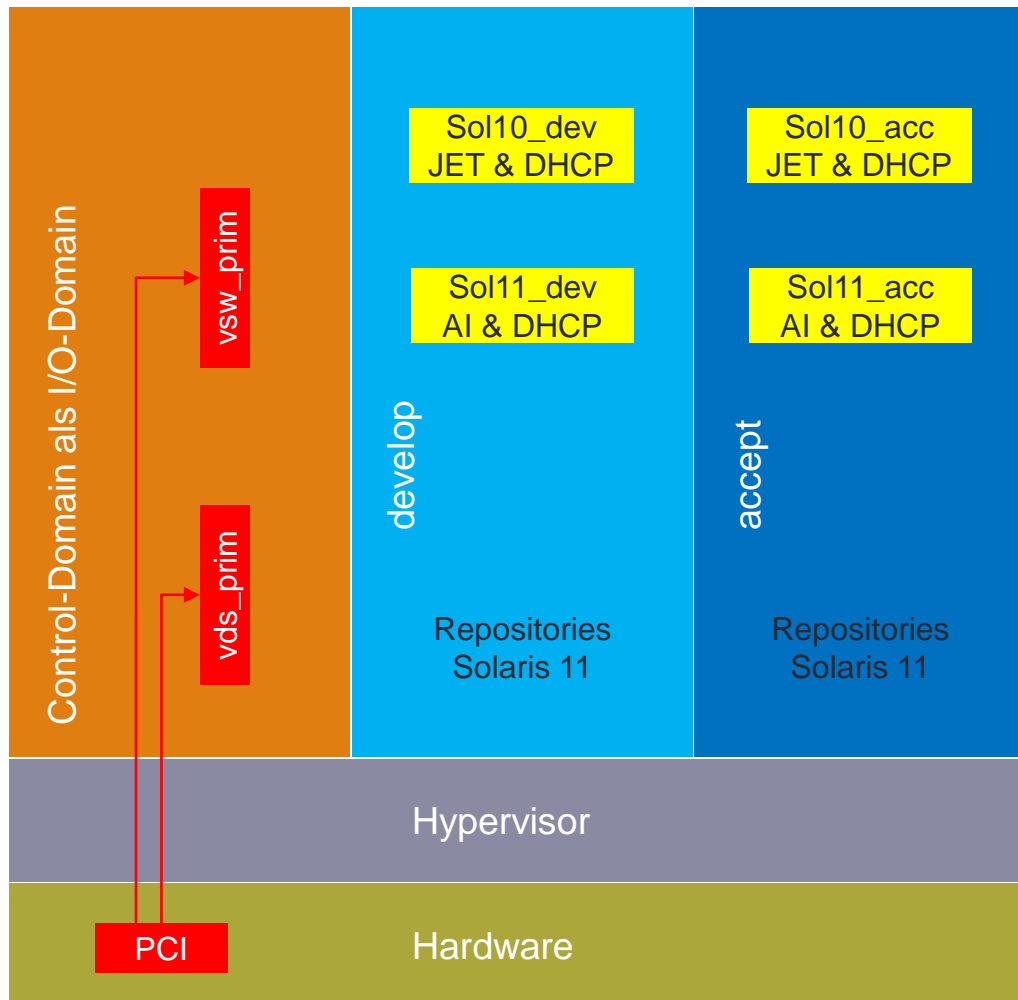 Control-Domain als I/O-Domain
vsw_prim
vds_prim
develop
Sol10_dev
JET & DHCP
Sol11_dev
AI & DHCP
Repositories
Solaris 11
accept
Sol10_acc
JET & DHCP
Sol11_acc
AI & DHCP
Repositories
Solaris 11
Hypervisor
PCI
Hardware